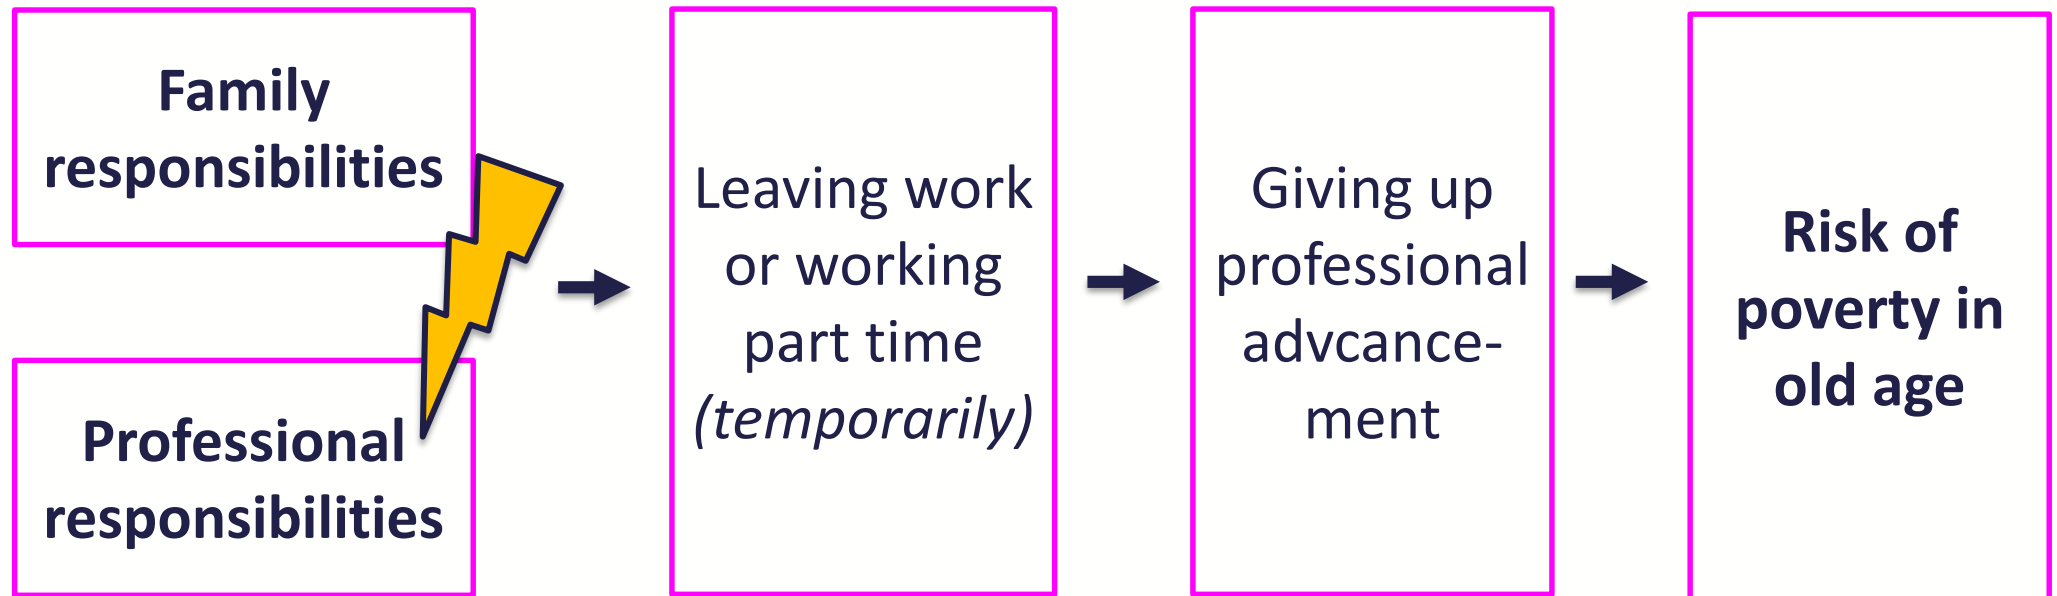 Family
responsibilities
Professional
responsibilities
Leaving work
or working
part time
(temporarily)
Giving up
professional
advcance-
ment
Risk of
poverty in
old age